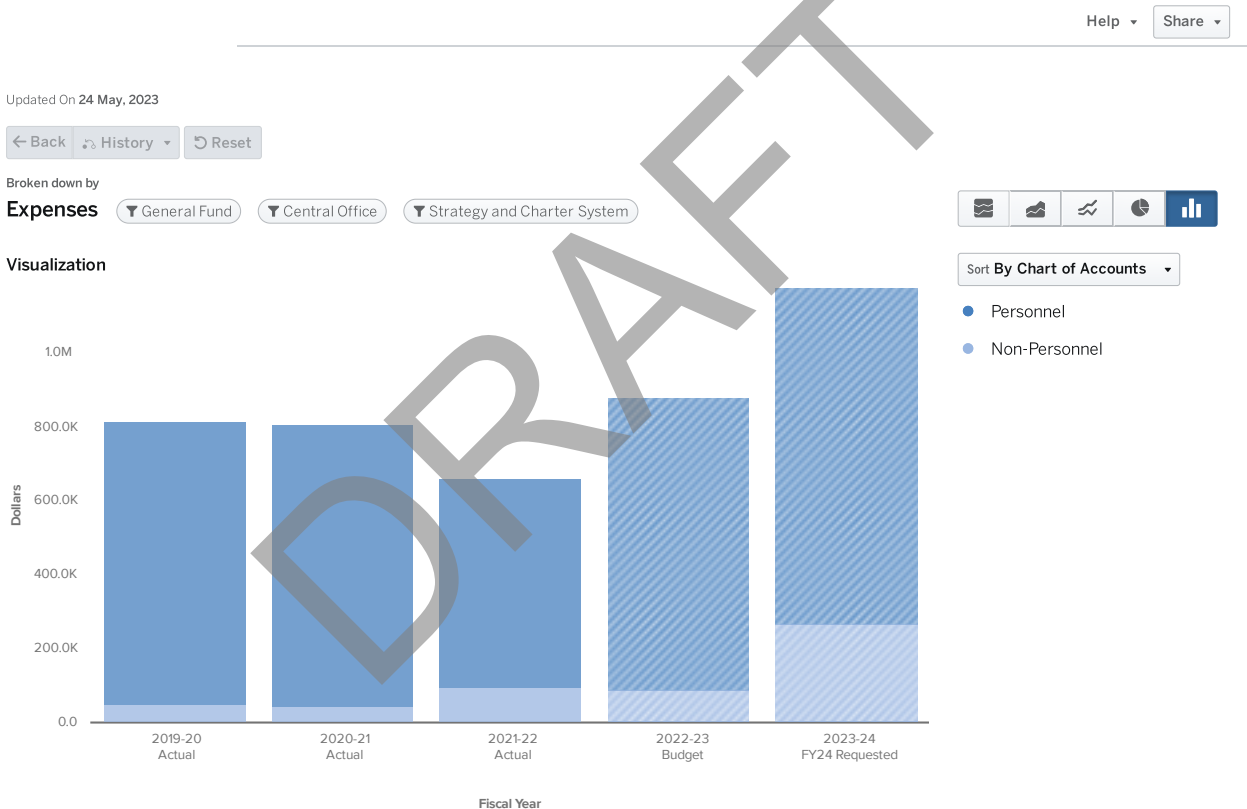 Help
Share
Updated On 24 May, 2023
Back
History
Reset
Broken down by
Expenses
General Fund
Central Office
Strategy and Charter System
Visualization
Sort By Chart of Accounts
Personnel
Non-Personnel
1.0M
800.0K
600.0K
400.0K
200.0K
0.0
Dollars
2019-20
Actual
2020-21
Actual
2021-22
Actual
2022-23
Budget
2023-24
FY24 Requested
Fiscal Year
DRAFT